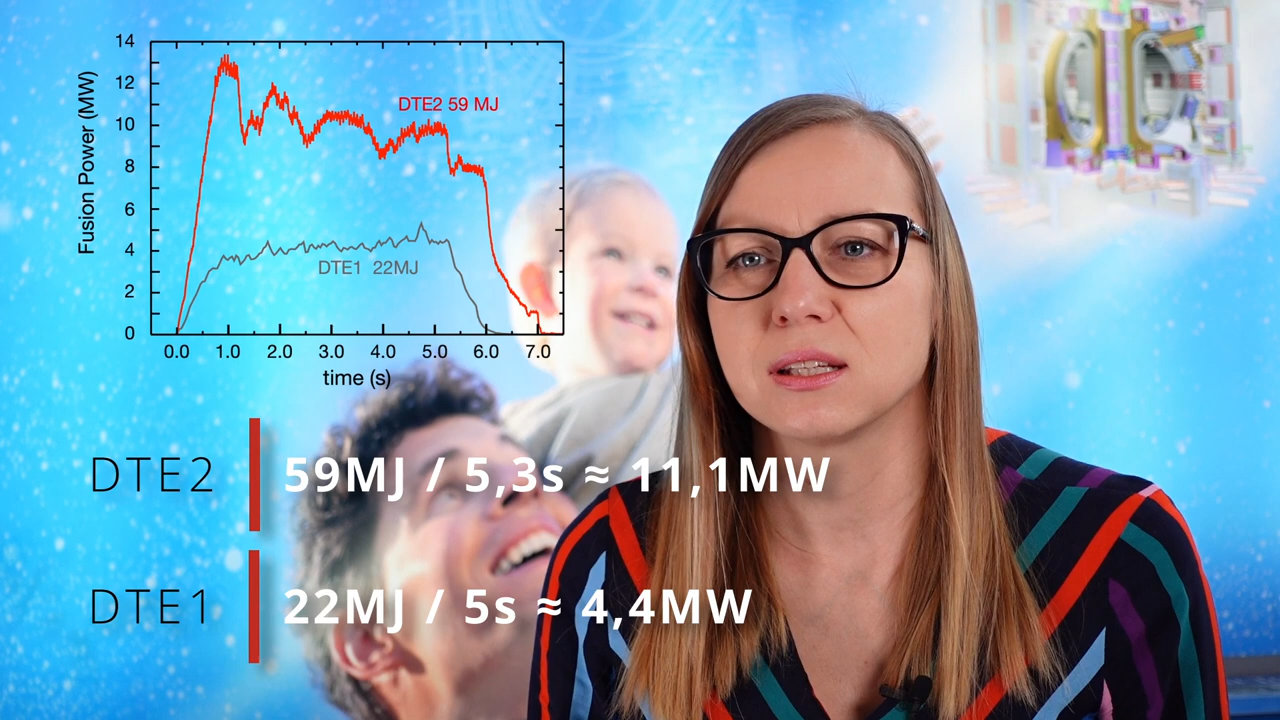 14
12
10
8
6
4
2
0
Fusion Power (MW)
DTE2 59 MJ
DTE1 22MJ
0.0 1.0 2.0 3.0 4.0 5.0 6.0 7.0
time (s)
DTE2 59MJ / 5,3s ≈ 11,1MW
DTE1 22MJ / 5s ≈ 4,4MW